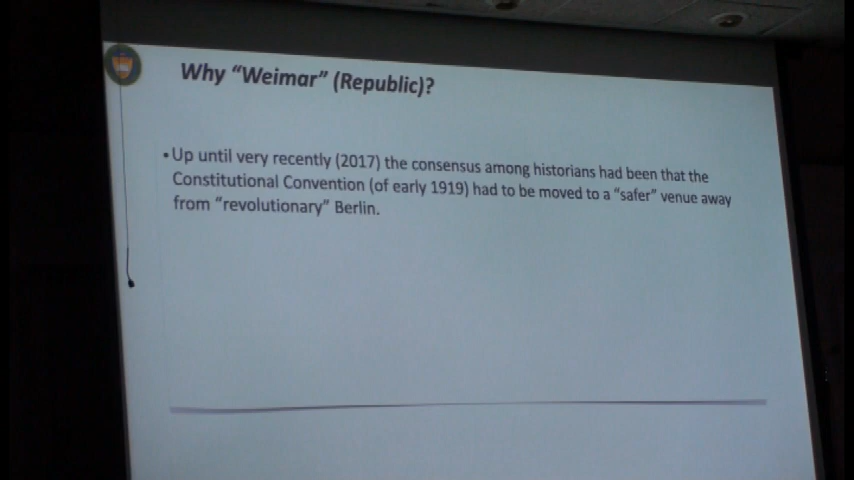 Why “Weimar” (Republic)?
•Up until very recently (2017) the consensus among historians had been that the
Constitutional Convention (of early 1919) had to be moved to a “safer” venue away
from “revolutionary” Berlin.